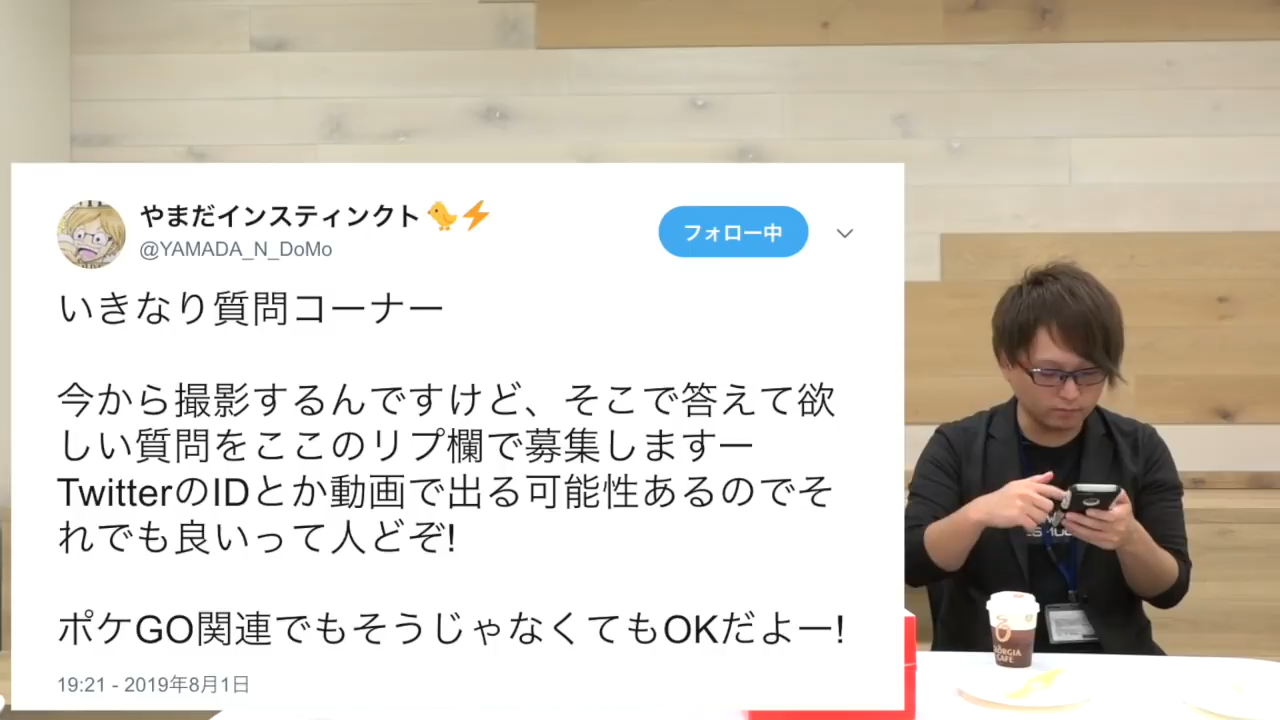 やまだインスティンクト🐤⚡
@YAMADA_N_DoMo
フォロー中
いきなり質問コーナー
今から撮影するんですけど、そこで答えて欲
しい質問をここのリプ欄で募集しますー
TwitterのIDとか動画で出る可能性あるのでそ
れでも良いって人どぞ!
ポケGO関連でもそうじゃなくてもOKだよー!
19:21 - 2019年8月1日
GEORGIA
CAFE